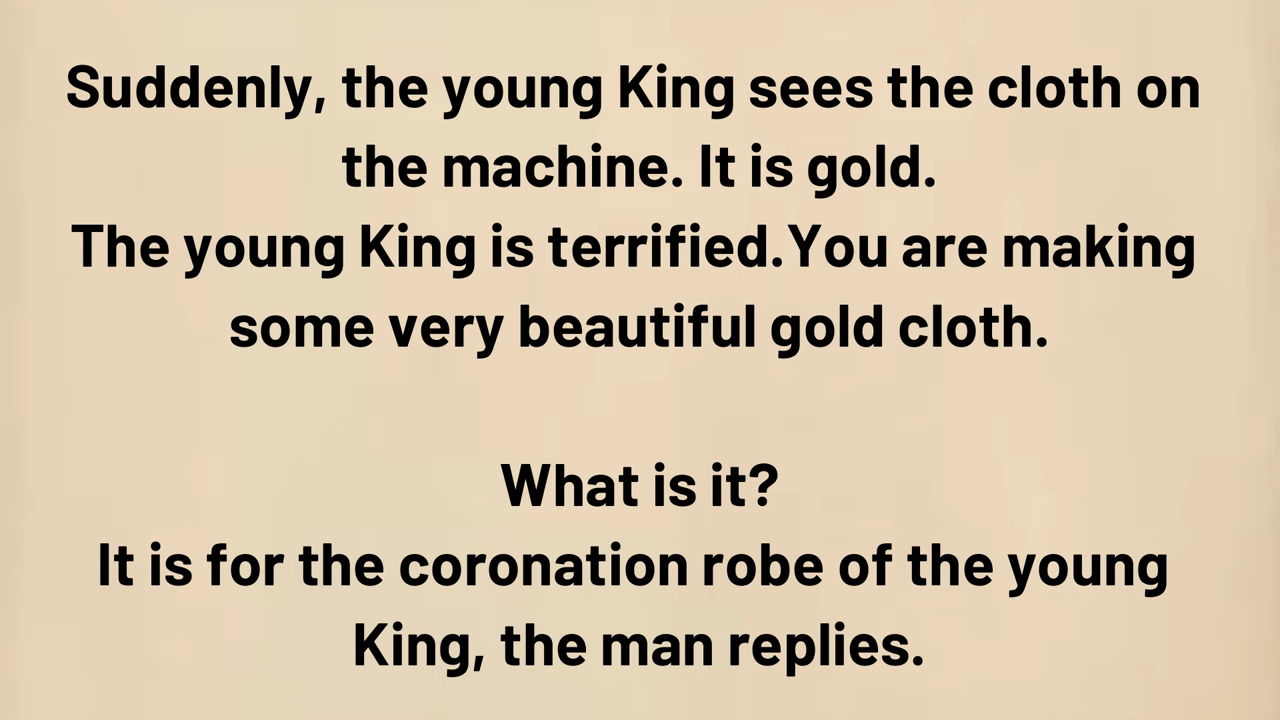 Suddenly, the young King sees the cloth on
the machine. It is gold.
The young King is terrified.You are making
some very beautiful gold cloth.
What is it?
It is for the coronation robe of the young
King, the man replies.